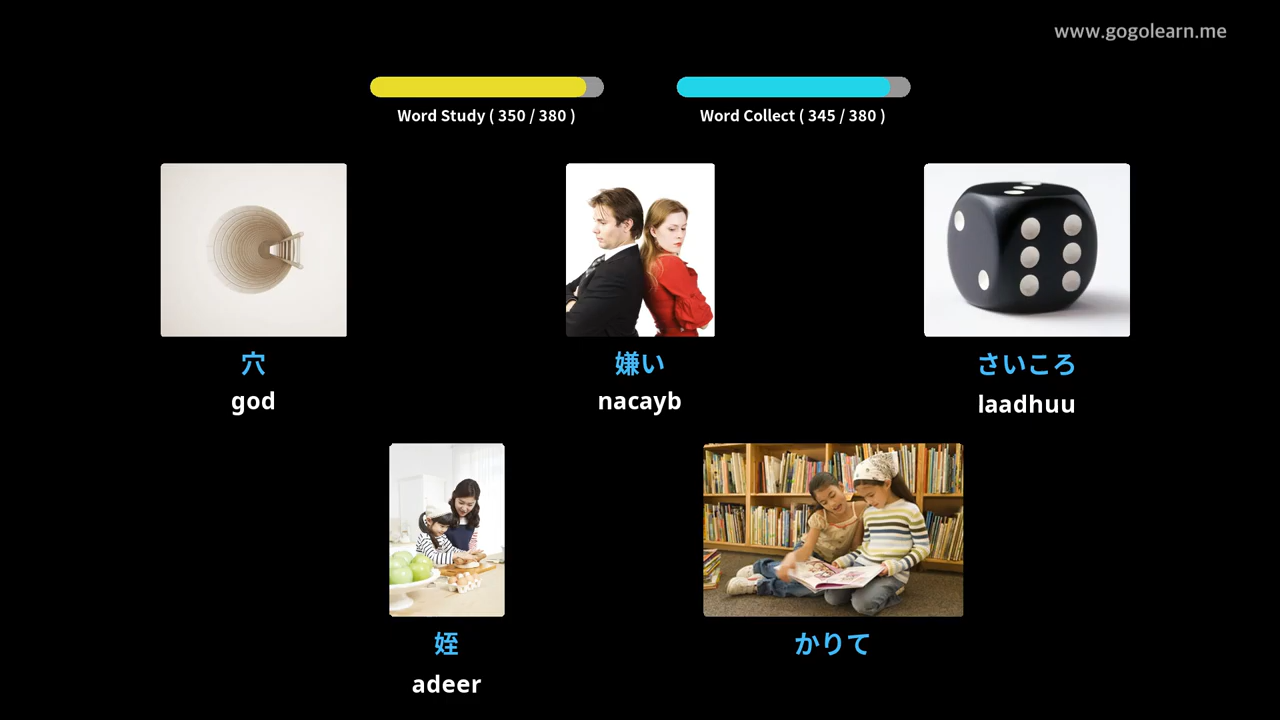 www.gogolearn.me
Word Study ( 350 / 380 )
Word Collect ( 345 / 380 )
穴
god
嫌い
nacayb
さいころ
laadhuu
姪
adeer
かりて